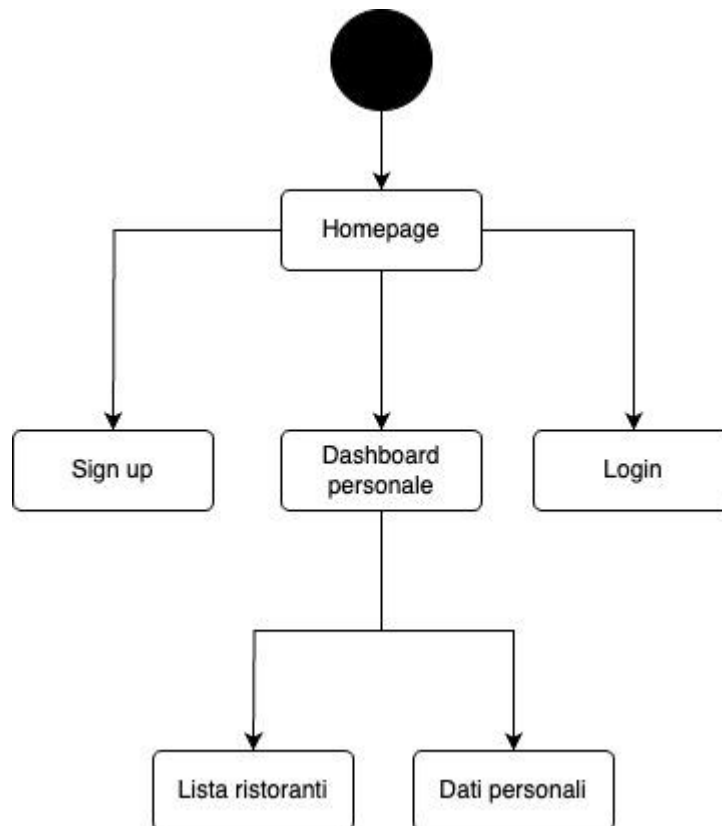 Homepage
Sign up
Dashboard
personale
Login
Lista ristoranti
Dati personali